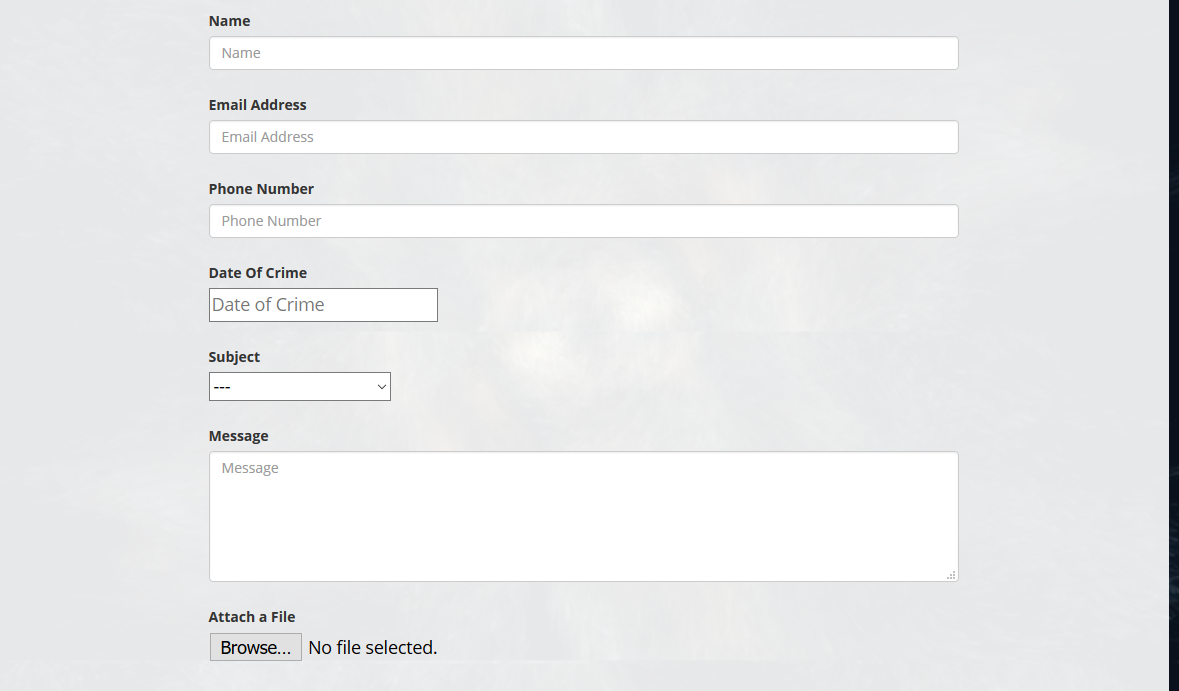 Name
Name
Email Address
Email Address
Phone Number
Phone Number
Date Of Crime
Date of Crime
Subject
---
Message
Message
Attach a File
Browse... No file selected.